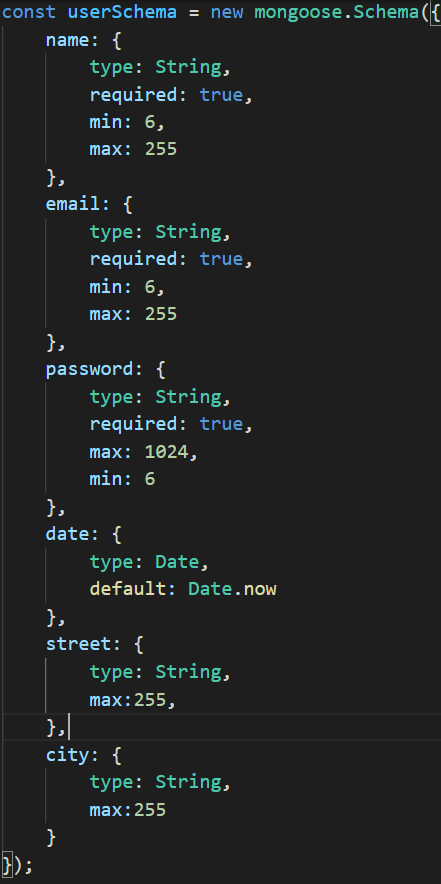 const userSchema = new mongoose.Schema({
    name: {
        type: String,
        required: true,
        min: 6,
        max: 255
    },
    email: {
        type: String,
        required: true,
        min: 6,
        max: 255
    },
    password: {
        type: String,
        required: true,
        max: 1024,
        min: 6
    },
    date: {
        type: Date,
        default: Date.now
    },
    street: {
        type: String,
        max:255,
    },
    city: {
        type: String,
        max:255
    }
});